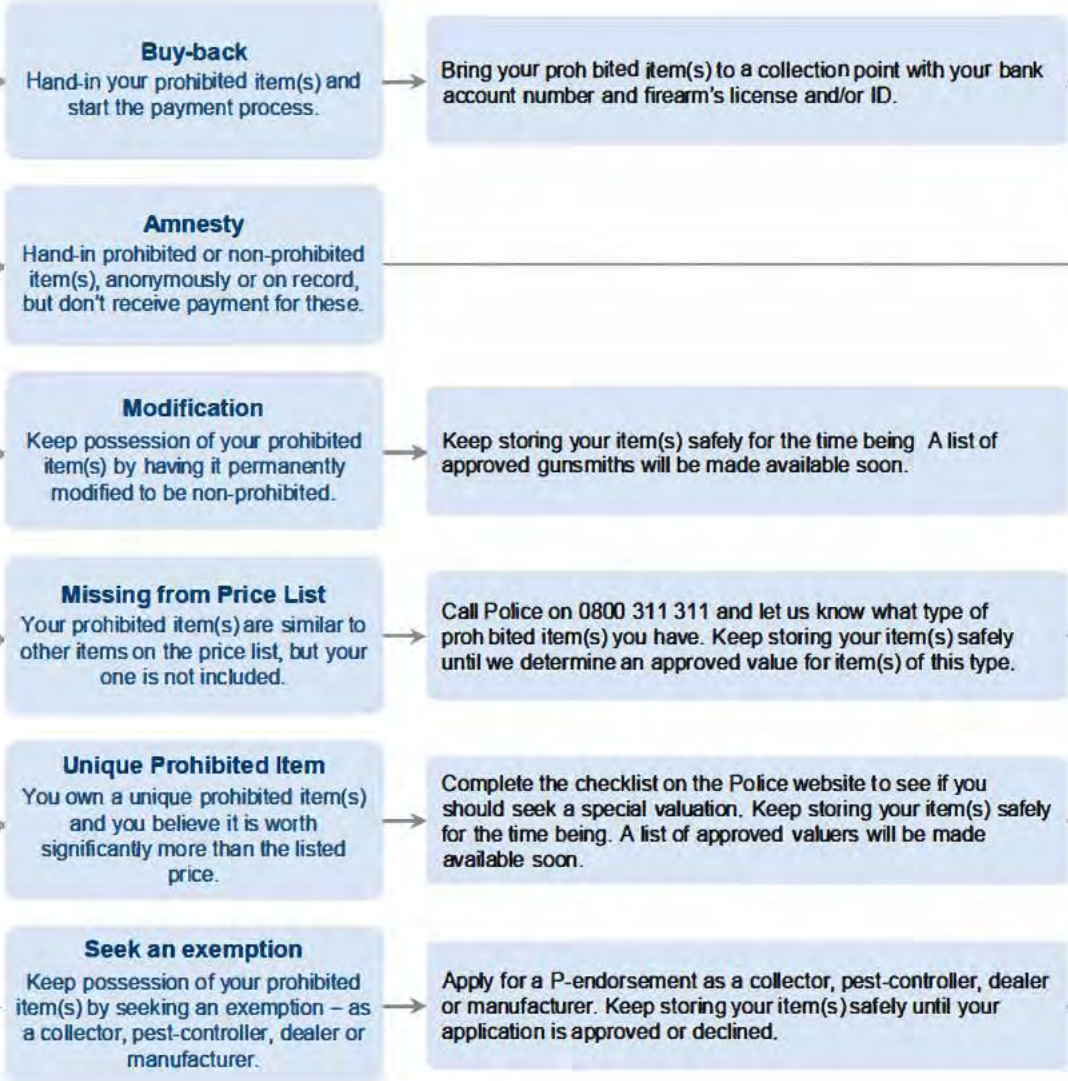 Buy-back
Hand-in your prohibited item(s) and
start the payment process.
Bring your proh bited item(s) to a collection point with your bank
account number and firearm's license and/or ID.
Amnesty
Hand-in prohibited or non-prohibited
item(s), anonymously or on record,
but don't receive payment for these.
Modification
Keep possession of your prohibited
item(s) by having it permanently
modified to be non-prohibited.
Keep storing your item(s) safely for the time being  A list of
approved gunsmiths will be made available soon.
Missing from Price List
Your prohibited item(s) are similar to
other items on the price list, but your
one is not included.
Call Police on 0800 311 311 and let us know what type of
proh bited item(s) you have. Keep storing your item(s) safely
until we determine an approved value for item(s) of this type.
Unique Prohibited Item
You own a unique prohibited item(s)
and you believe it is worth
significantly more than the listed
price.
Complete the checklist on the Police website to see if you
should seek a special valuation. Keep storing your item(s) safely
for the time being. A list of approved valuers will be made
available soon.
Seek an exemption
Keep possession of your prohibited
item(s) by seeking an exemption – as
a collector, pest-controller, dealer or
manufacturer.
Apply for a P-endorsement as a collector, pest-controller, dealer
or manufacturer. Keep storing your item(s) safely until your
application is approved or declined.